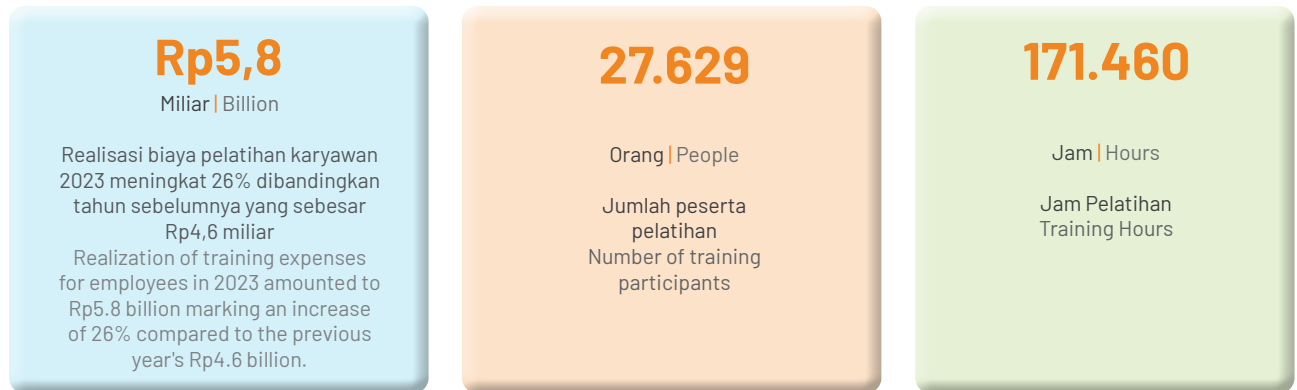 Rp5,8
Miliar | Billion
Realisasi biaya pelatihan karyawan
2023 meningkat 26% dibandingkan
tahun sebelumnya yang sebesar
Rp4,6 miliar
Realization of training expenses
for employees in 2023 amounted to
Rp5.8 billion marking an increase
of 26% compared to the previous
year's Rp4.6 billion.
27.629
Orang | People
Jumlah peserta
pelatihan
Number of training
participants
171.460
Jam | Hours
Jam Pelatihan
Training Hours